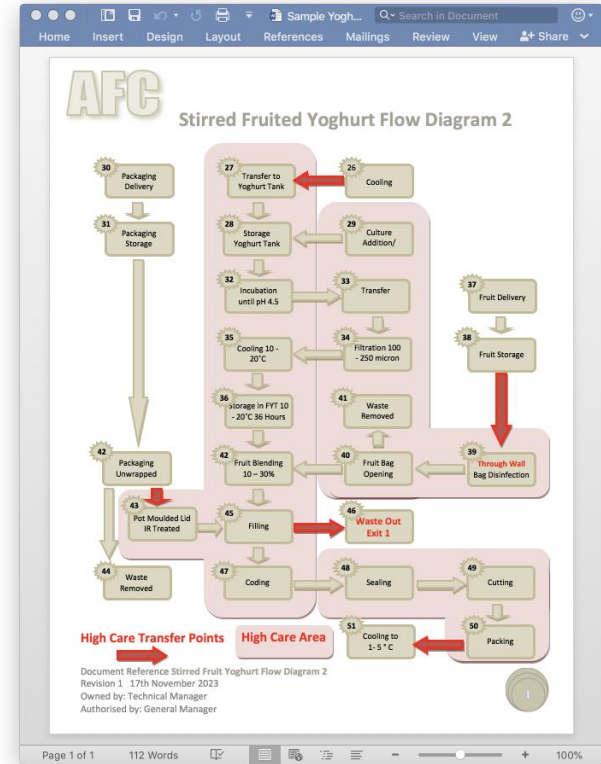 Sample Yogh...
Search in Document
Home Insert Design Layout References Mailings Review View Share
AFC
Stirred Fruited Yoghurt Flow Diagram 2
30
Packaging
Delivery
27
Transfer to
Yoghurt Tank
26
Cooling
31
Packaging
Storage
28
Storage
Yoghurt Tank
29
Culture
Addition/
32
Incubation
until pH 4.5
33
Transfer
37
Fruit Delivery
35
Cooling 10 -
20°C
34
Filtration 100
- 250 micron
38
Fruit Storage
36
Storage in FYT 10
- 20°C 36 Hours
41
Waste
Removed
42
Packaging
Unwrapped
42
Fruit Blending
10 – 30%
40
Fruit Bag
Opening
39
Through Wall
Bag Disinfection
43
Pot Moulded Lid
IR Treated
45
Filling
46
Waste Out
Exit 1
44
Waste
Removed
47
Coding
48
Sealing
49
Cutting
51
Cooling to
1- 5 ° C
50
Packing
High Care Transfer Points
High Care Area
Document Reference Stirred Fruit Yoghurt Flow Diagram 2
Revision 1 17th November 2023
Owned by: Technical Manager
Authorised by: General Manager
1
Page 1 of 1 112 Words 100%